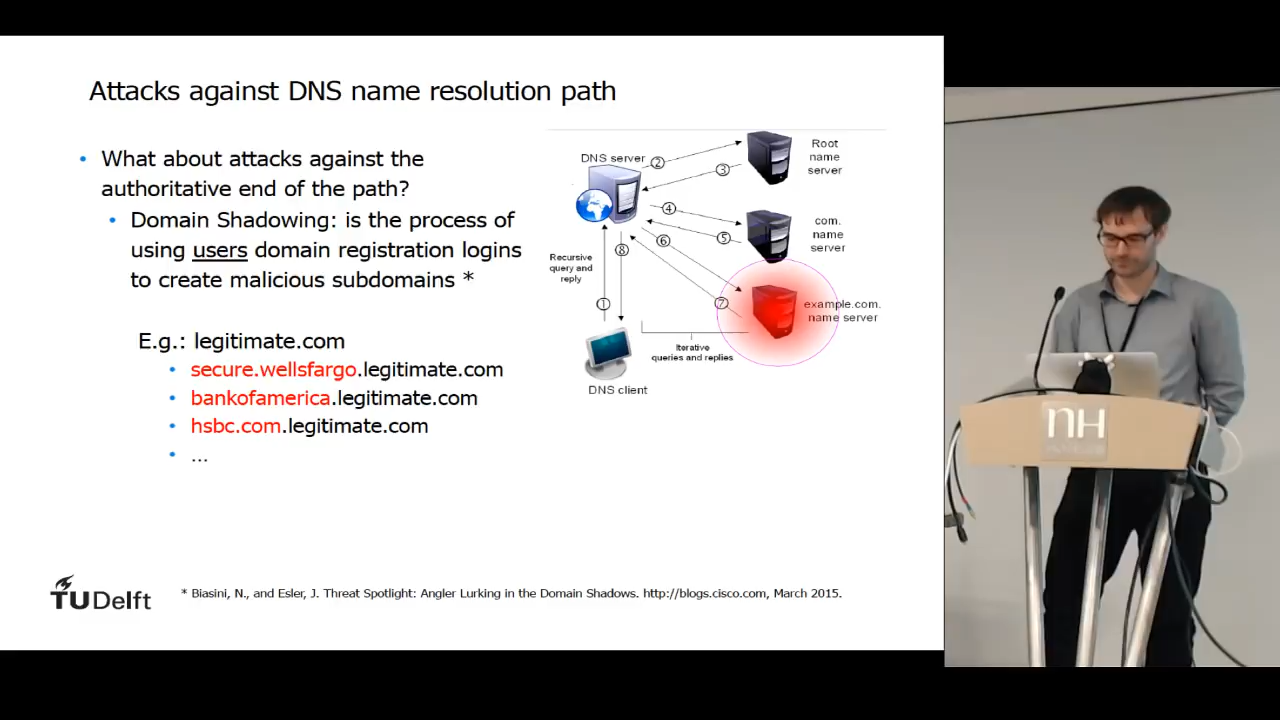 Attacks against DNS name resolution path
• What about attacks against the
authoritative end of the path?
• Domain Shadowing: is the process of
using users domain registration logins
to create malicious subdomains *
E.g.: legitimate.com
• secure.wellsfargo.legitimate.com
• bankofamerica.legitimate.com
• hsbc.com.legitimate.com
• ...
DNS server
②
③
④
⑤
⑥
⑧
⑦
①
Root
name
server
com.
name
server
example.com.
name server
Recursive
query and
reply
Iterative
queries and replies
DNS client
TUDelft
* Biasini, N., and Esler, J. Threat Spotlight: Angler Lurking in the Domain Shadows. http://blogs.cisco.com, March 2015.
nH